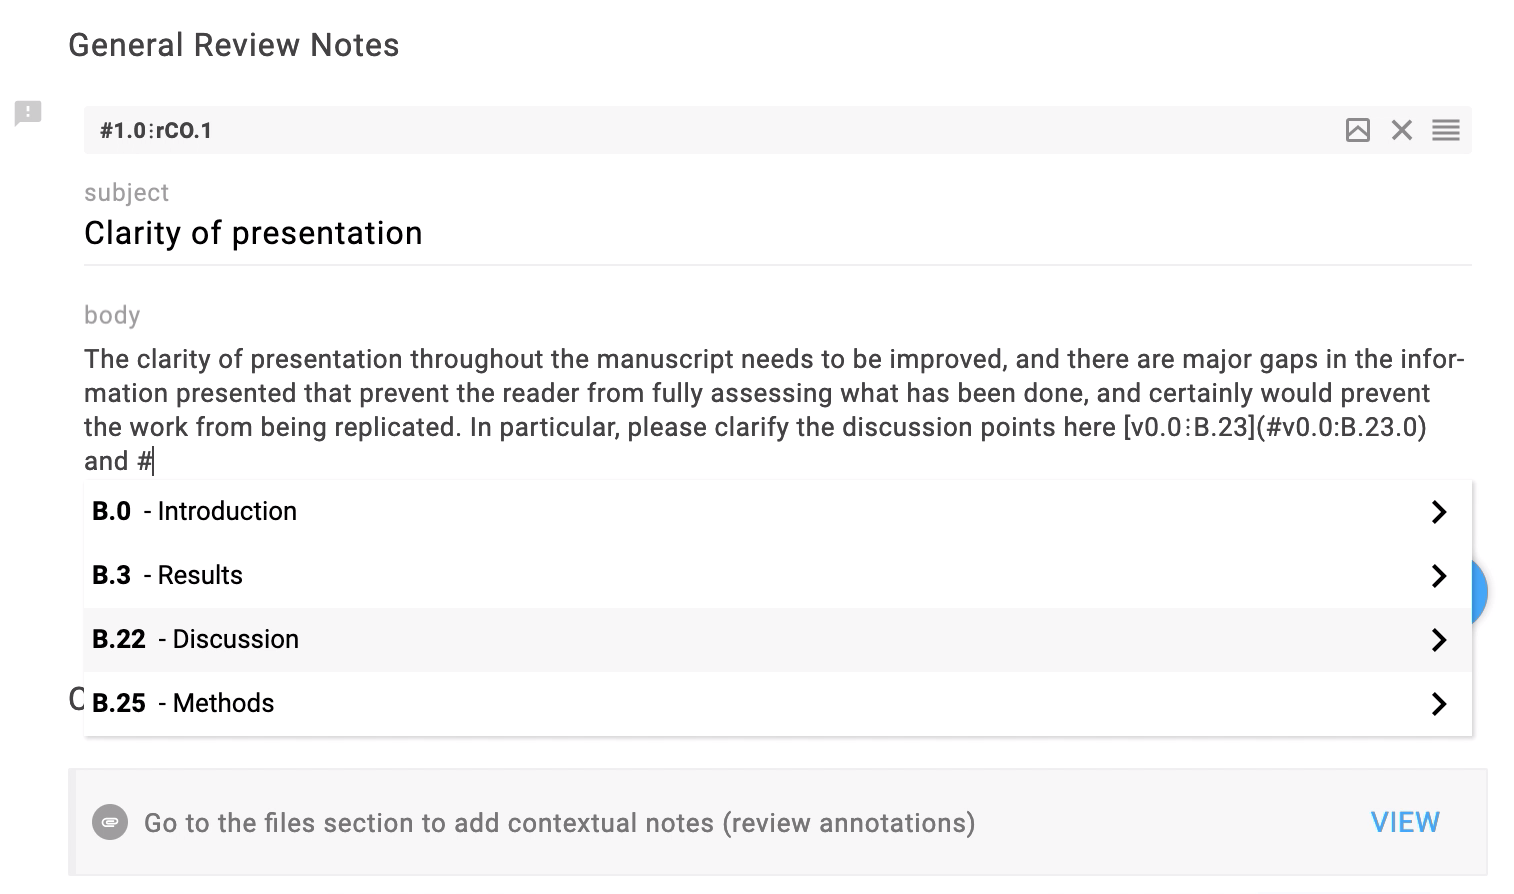 General Review Notes
#1.0⋮rCO.1
subject
Clarity of presentation
body
The clarity of presentation throughout the manuscript needs to be improved, and there are major gaps in the infor-
mation presented that prevent the reader from fully assessing what has been done, and certainly would prevent
the work from being replicated. In particular, please clarify the discussion points here [v0.0⋮B.23](#v0.0:B.23.0)
and #
B.0 - Introduction
B.3 - Results
B.22 - Discussion
B.25 - Methods
Go to the files section to add contextual notes (review annotations)
VIEW